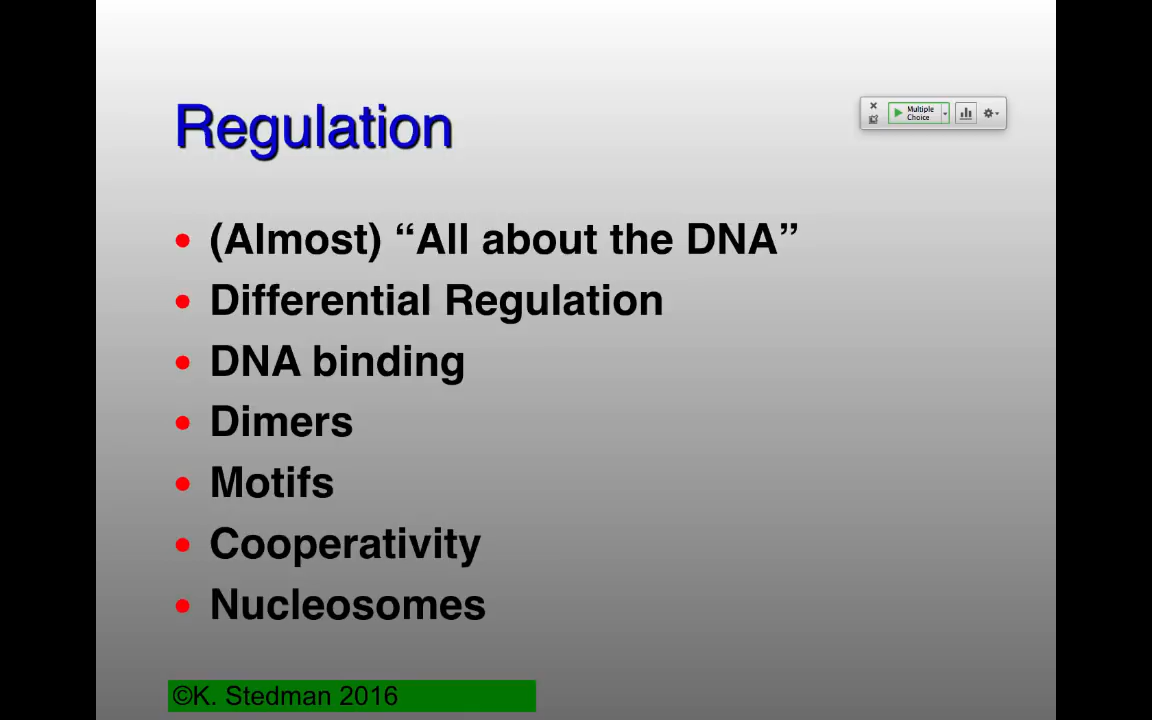 Regulation
Multiple
Choice
• (Almost) “All about the DNA”
• Differential Regulation
• DNA binding
• Dimers
• Motifs
• Cooperativity
• Nucleosomes
©K. Stedman 2016